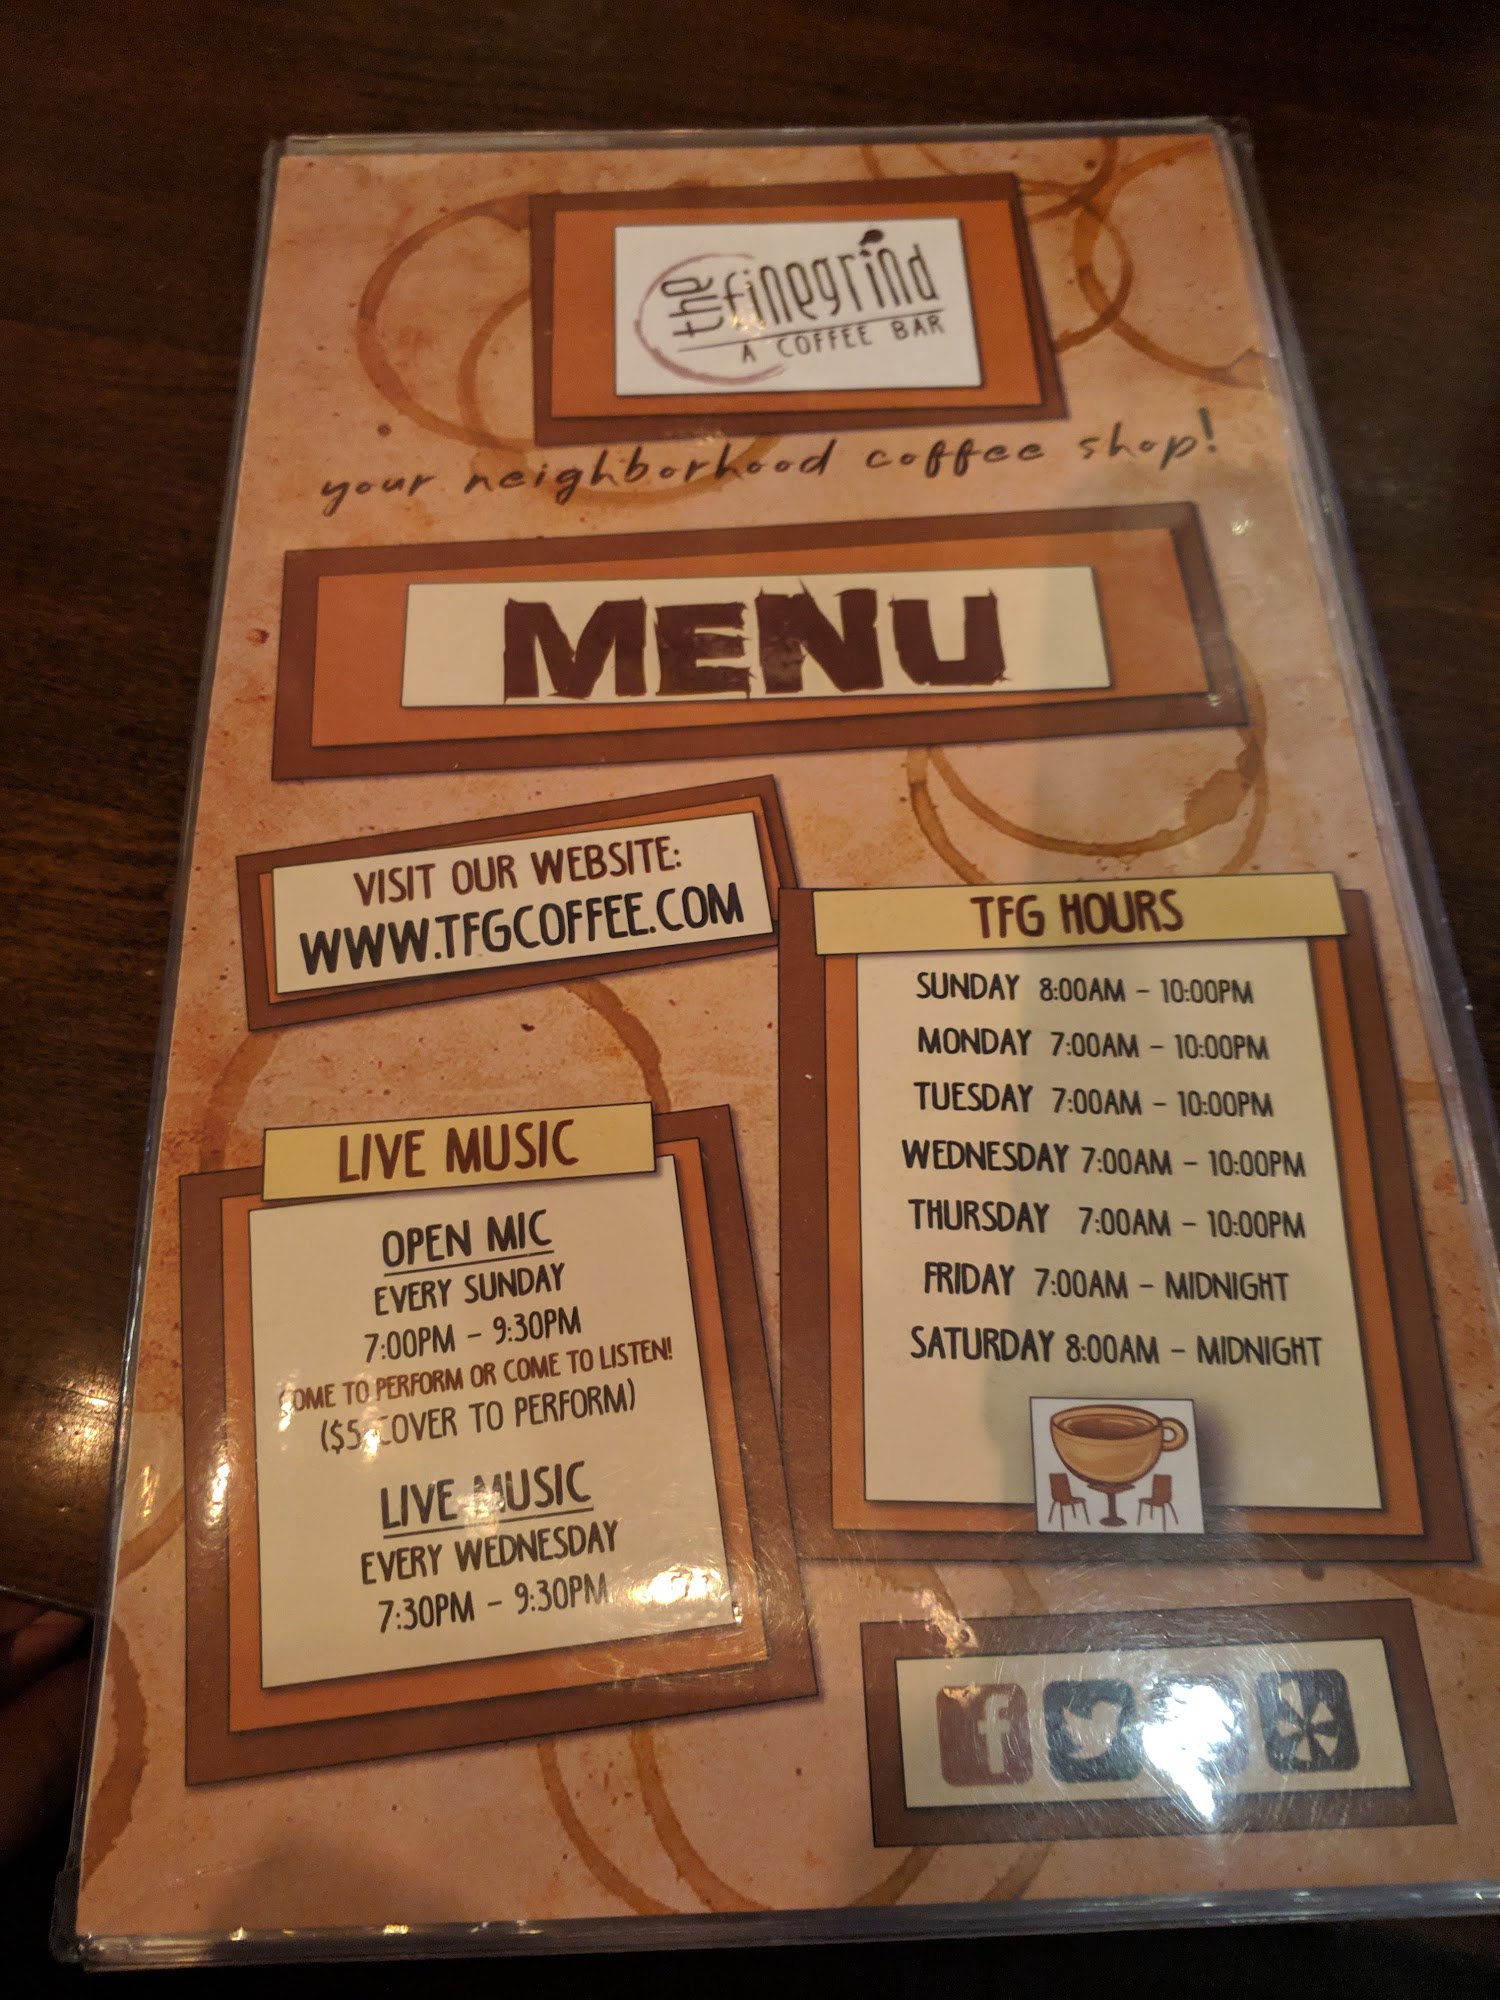 the finegrind
A COFFEE BAR
your neighborhood coffee shop!
MENU
VISIT OUR WEBSITE:
WWW.TFGCOFFEE.COM
LIVE MUSIC
OPEN MIC
EVERY SUNDAY
7:00PM - 9:30PM
COME TO PERFORM OR COME TO LISTEN!
($5 COVER TO PERFORM)
LIVE MUSIC
EVERY WEDNESDAY
7:30PM - 9:30PM
TFG HOURS
SUNDAY 8:00AM - 10:00PM
MONDAY 7:00AM - 10:00PM
TUESDAY 7:00AM - 10:00PM
WEDNESDAY 7:00AM - 10:00PM
THURSDAY 7:00AM - 10:00PM
FRIDAY 7:00AM - MIDNIGHT
SATURDAY 8:00AM - MIDNIGHT